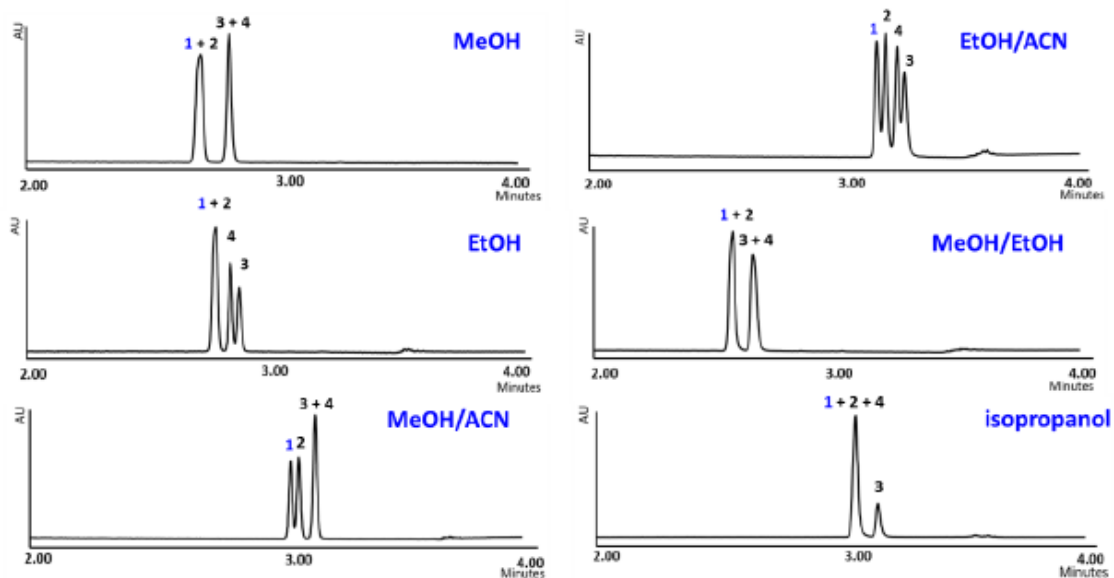 AU
1 + 2
3 + 4
MeOH
2.00
3.00
4.00
Minutes
AU
1
2
4
3
EtOH/ACN
2.00
3.00
4.00
Minutes
AU
1 + 2
4
3
EtOH
2.00
3.00
4.00
Minutes
AU
1 + 2
3 + 4
MeOH/EtOH
2.00
3.00
4.00
Minutes
AU
1
2
3 + 4
MeOH/ACN
2.00
3.00
4.00
Minutes
AU
1 + 2 + 4
3
isopropanol
2.00
3.00
4.00
Minutes